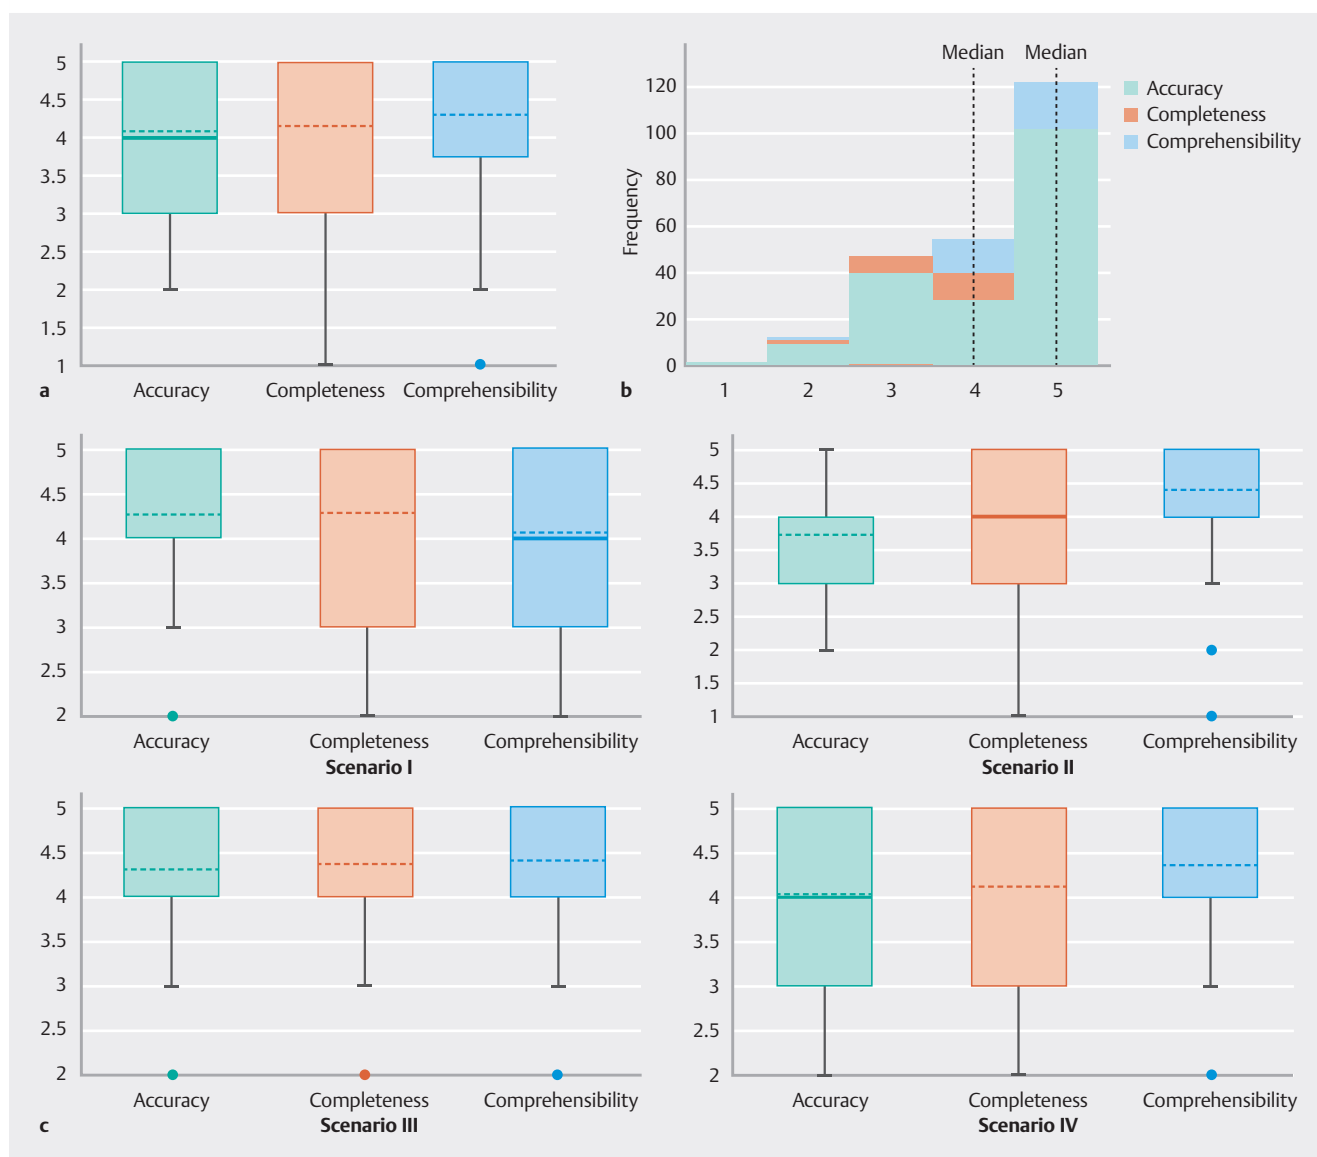 5
4.5
4
3.5
3
2.5
2
1.5
1
Accuracy Completeness Comprehensibility
a
Median Median
120
100
80
60
40
20
0
Frequency
1 2 3 4 5
Accuracy
Completeness
Comprehensibility
b
5
4.5
4
3.5
3
2.5
2
Accuracy Completeness Comprehensibility
Scenario I
5
4.5
4
3.5
3
2.5
2
1.5
1
Accuracy Completeness Comprehensibility
Scenario II
5
4.5
4
3.5
3
2.5
2
Accuracy Completeness Comprehensibility
Scenario III
c
5
4.5
4
3.5
3
2.5
2
Accuracy Completeness Comprehensibility
Scenario IV